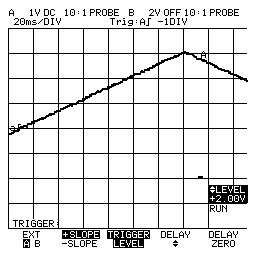 A 1V DC 10:1 PROBE B 2V OFF 10:1 PROBE
20ms/DIV Trig:A∫ -1DIV
A
LEVEL
+2.00V
RUN
TRIGGER:
EXT +SLOPE TRIGGER DELAY DELAY
A B -SLOPE LEVEL ZERO